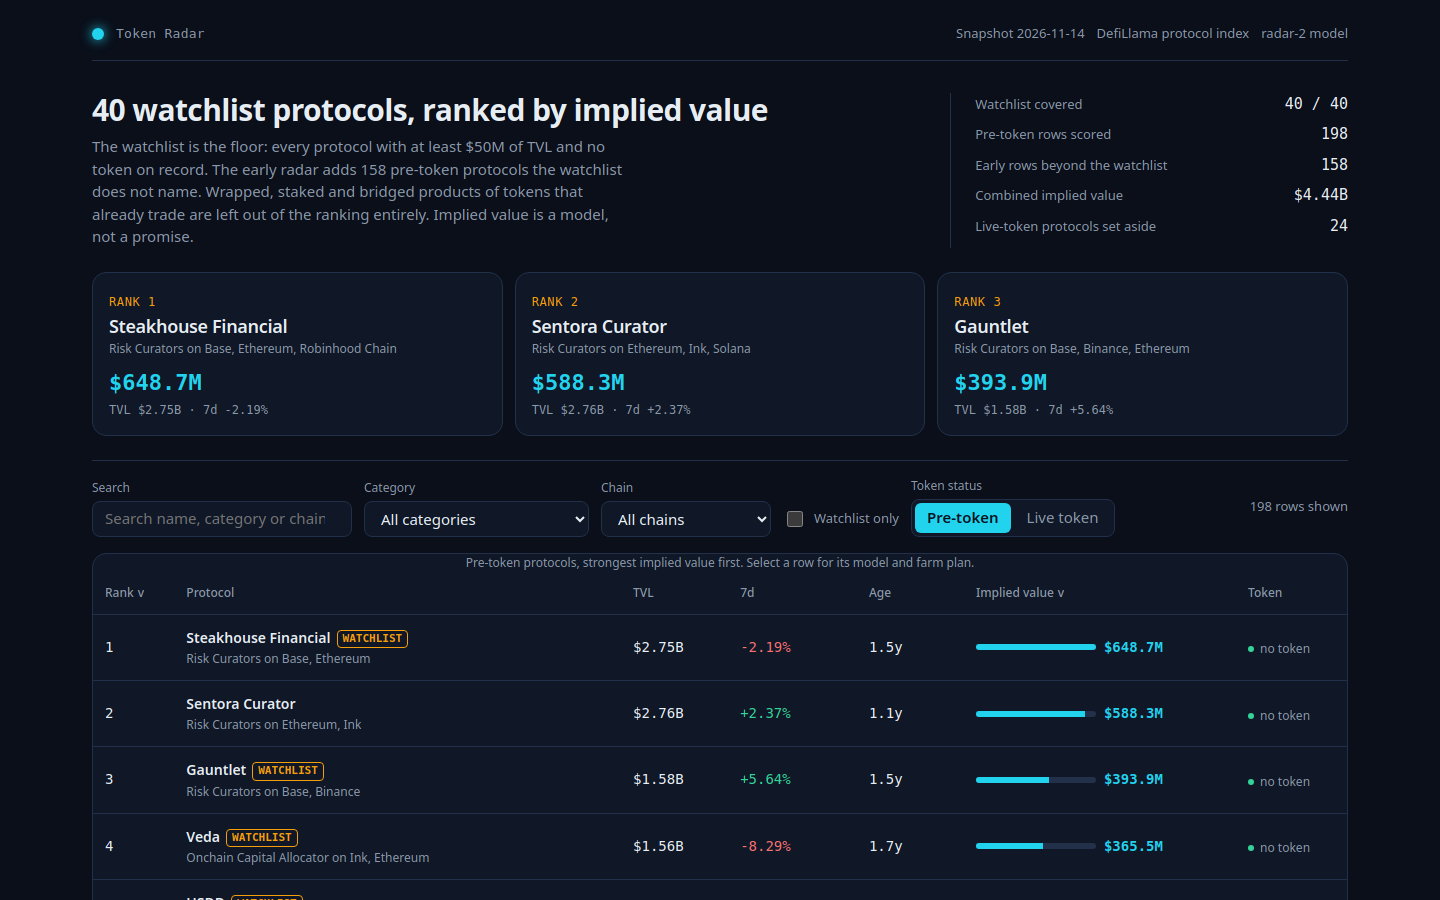 Token Radar
Snapshot 2026-11-14 DefiLlama protocol index radar-2 model
40 watchlist protocols, ranked by implied value
The watchlist is the floor: every protocol with at least $50M of TVL and no
token on record. The early radar adds 158 pre-token protocols the watchlist
does not name. Wrapped, staked and bridged products of tokens that
already trade are left out of the ranking entirely. Implied value is a model,
not a promise.
Watchlist covered 40 / 40
Pre-token rows scored 198
Early rows beyond the watchlist 158
Combined implied value $4.44B
Live-token protocols set aside 24
RANK 1
Steakhouse Financial
Risk Curators on Base, Ethereum, Robinhood Chain
$648.7M
TVL $2.75B · 7d -2.19%
RANK 2
Sentora Curator
Risk Curators on Ethereum, Ink, Solana
$588.3M
TVL $2.76B · 7d +2.37%
RANK 3
Gauntlet
Risk Curators on Base, Binance, Ethereum
$393.9M
TVL $1.58B · 7d +5.64%
Search Category Chain Token status
Search name, category or chain All categories All chains Watchlist only Pre-token Live token 198 rows shown
Pre-token protocols, strongest implied value first. Select a row for its model and farm plan.
Rank v Protocol TVL 7d Age Implied value v Token
1 Steakhouse Financial WATCHLIST $2.75B -2.19% 1.5y $648.7M no token
Risk Curators on Base, Ethereum
2 Sentora Curator $2.76B +2.37% 1.1y $588.3M no token
Risk Curators on Ethereum, Ink
3 Gauntlet WATCHLIST $1.58B +5.64% 1.5y $393.9M no token
Risk Curators on Base, Binance
4 Veda WATCHLIST $1.56B -8.29% 1.7y $365.5M no token
Onchain Capital Allocator on Ink, Ethereum